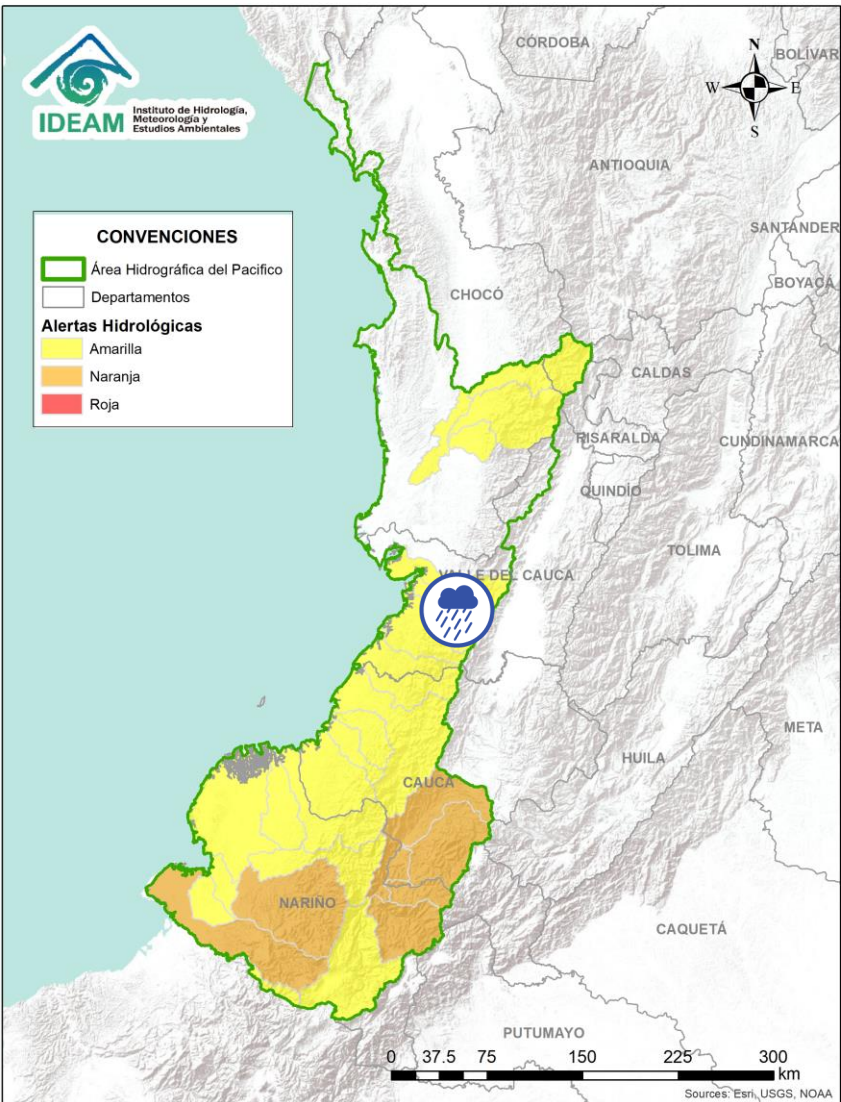 CÓRDOBA
BOLÍVAR
N
W E
S
IDEAM
Instituto de Hidrología,
Meteorología y
Estudios Ambientales
ANTIOQUIA
SANTANDER
CONVENCIONES
Área Hidrográfica del Pacifico
Departamentos
Alertas Hidrológicas
Amarilla
Naranja
Roja
BOYACÁ
CHOCÓ
CALDAS
RISARALDA
CUNDINAMARCA
QUINDÍO
TOLIMA
VALLE DEL CAUCA
META
HUILA
CAUCA
NARIÑO
CAQUETÁ
PUTUMAYO
0 37.5 75 150 225 300
km
Sources: Esri, USGS, NOAA